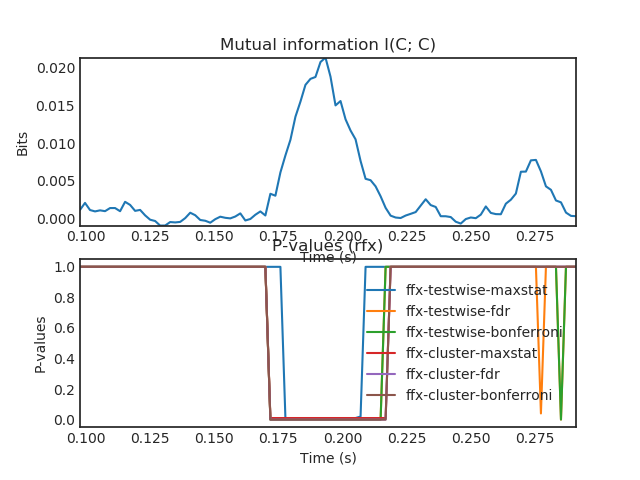 Mutual information I(C; C)
0.020
0.015
0.010
0.005
0.000
Bits
0.100 0.125 0.150 0.175 0.200 0.225 0.250 0.275
Time (s)
P-values (rfx)
1.0
0.8
0.6
0.4
0.2
0.0
P-values
ffx-testwise-maxstat
ffx-testwise-fdr
ffx-testwise-bonferroni
ffx-cluster-maxstat
ffx-cluster-fdr
ffx-cluster-bonferroni
0.100 0.125 0.150 0.175 0.200 0.225 0.250 0.275
Time (s)